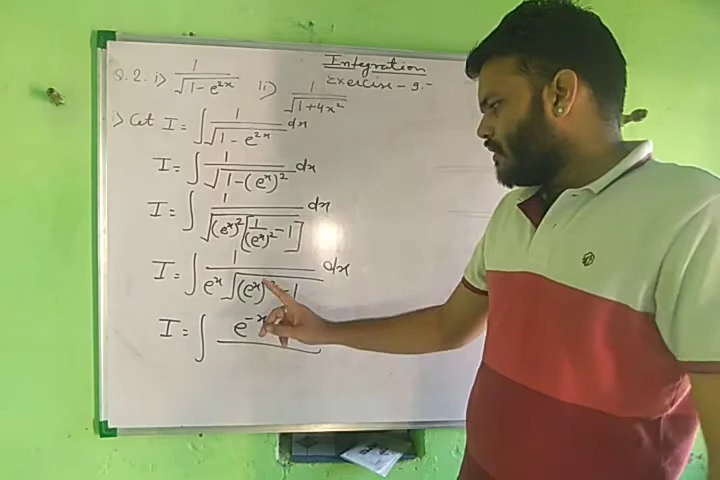 Integration
Exercise - 9.-
Q.2. i) 1/√(1-e^{2x}) ii) 1/√(1+4x²)
i) Let I = ∫ 1/√(1-e^{2x}) dx
I = ∫ 1/√(1-(e^x)²) dx
I = ∫ 1/√((e^x)²[1/(e^x)² -1]) dx
I = ∫ 1/(e^x √((e^x) -1)) dx
I = ∫ e^{-x}